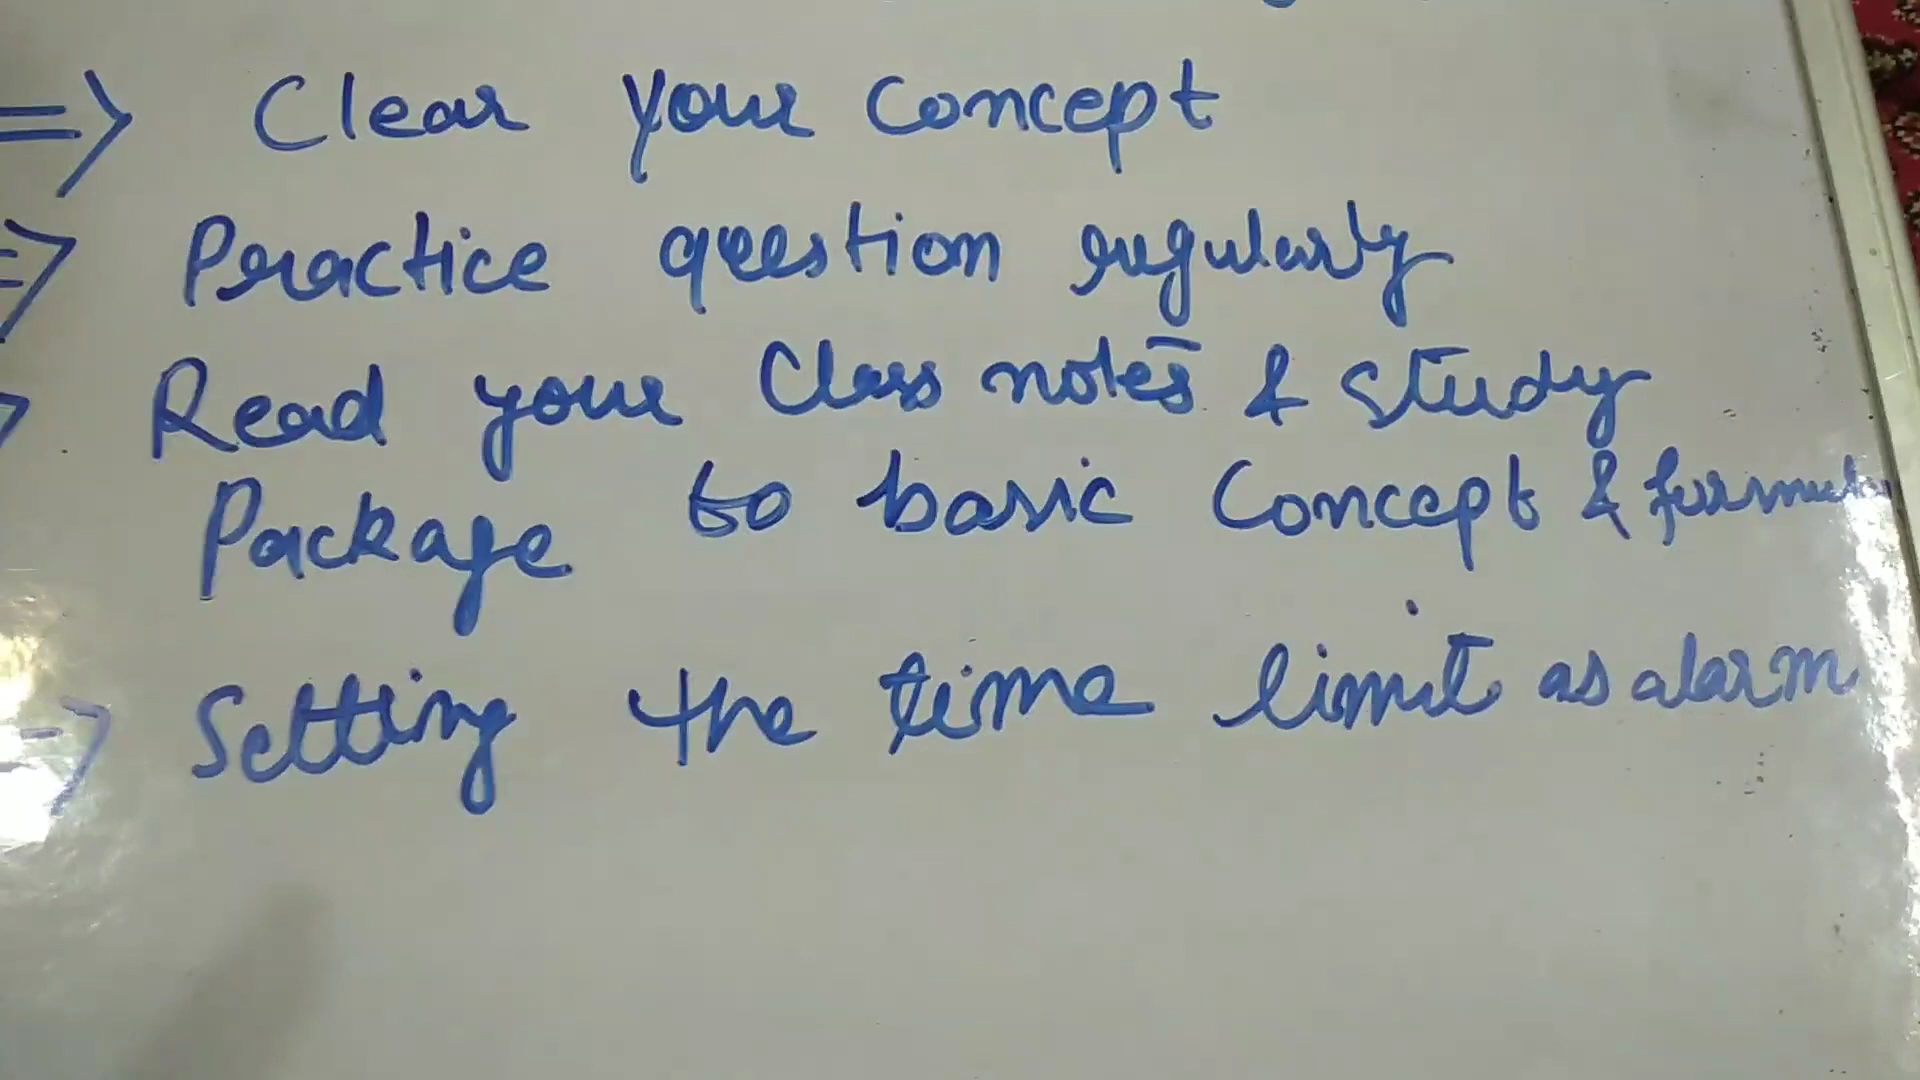 => Clear your concept
=> Practice question regularly
Read your Class notes & study
Package to basic Concept & formula
=> Setting the time limit as alarm